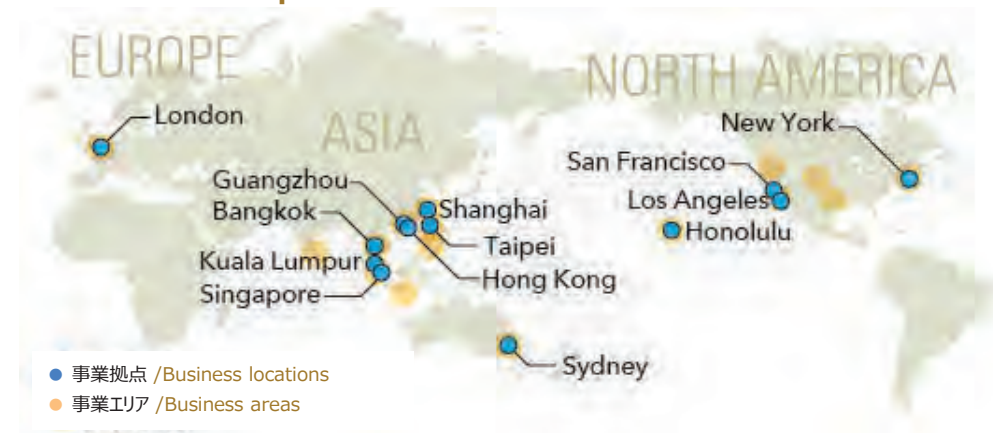 EUROPE
NORTH AMERICA
London
New York
ASIA
San Francisco
Guangzhou
Los Angeles
Bangkok
Shanghai
Honolulu
Taipei
Kuala Lumpur
Hong Kong
Singapore
Sydney
事業拠点 /Business locations
事業エリア /Business areas